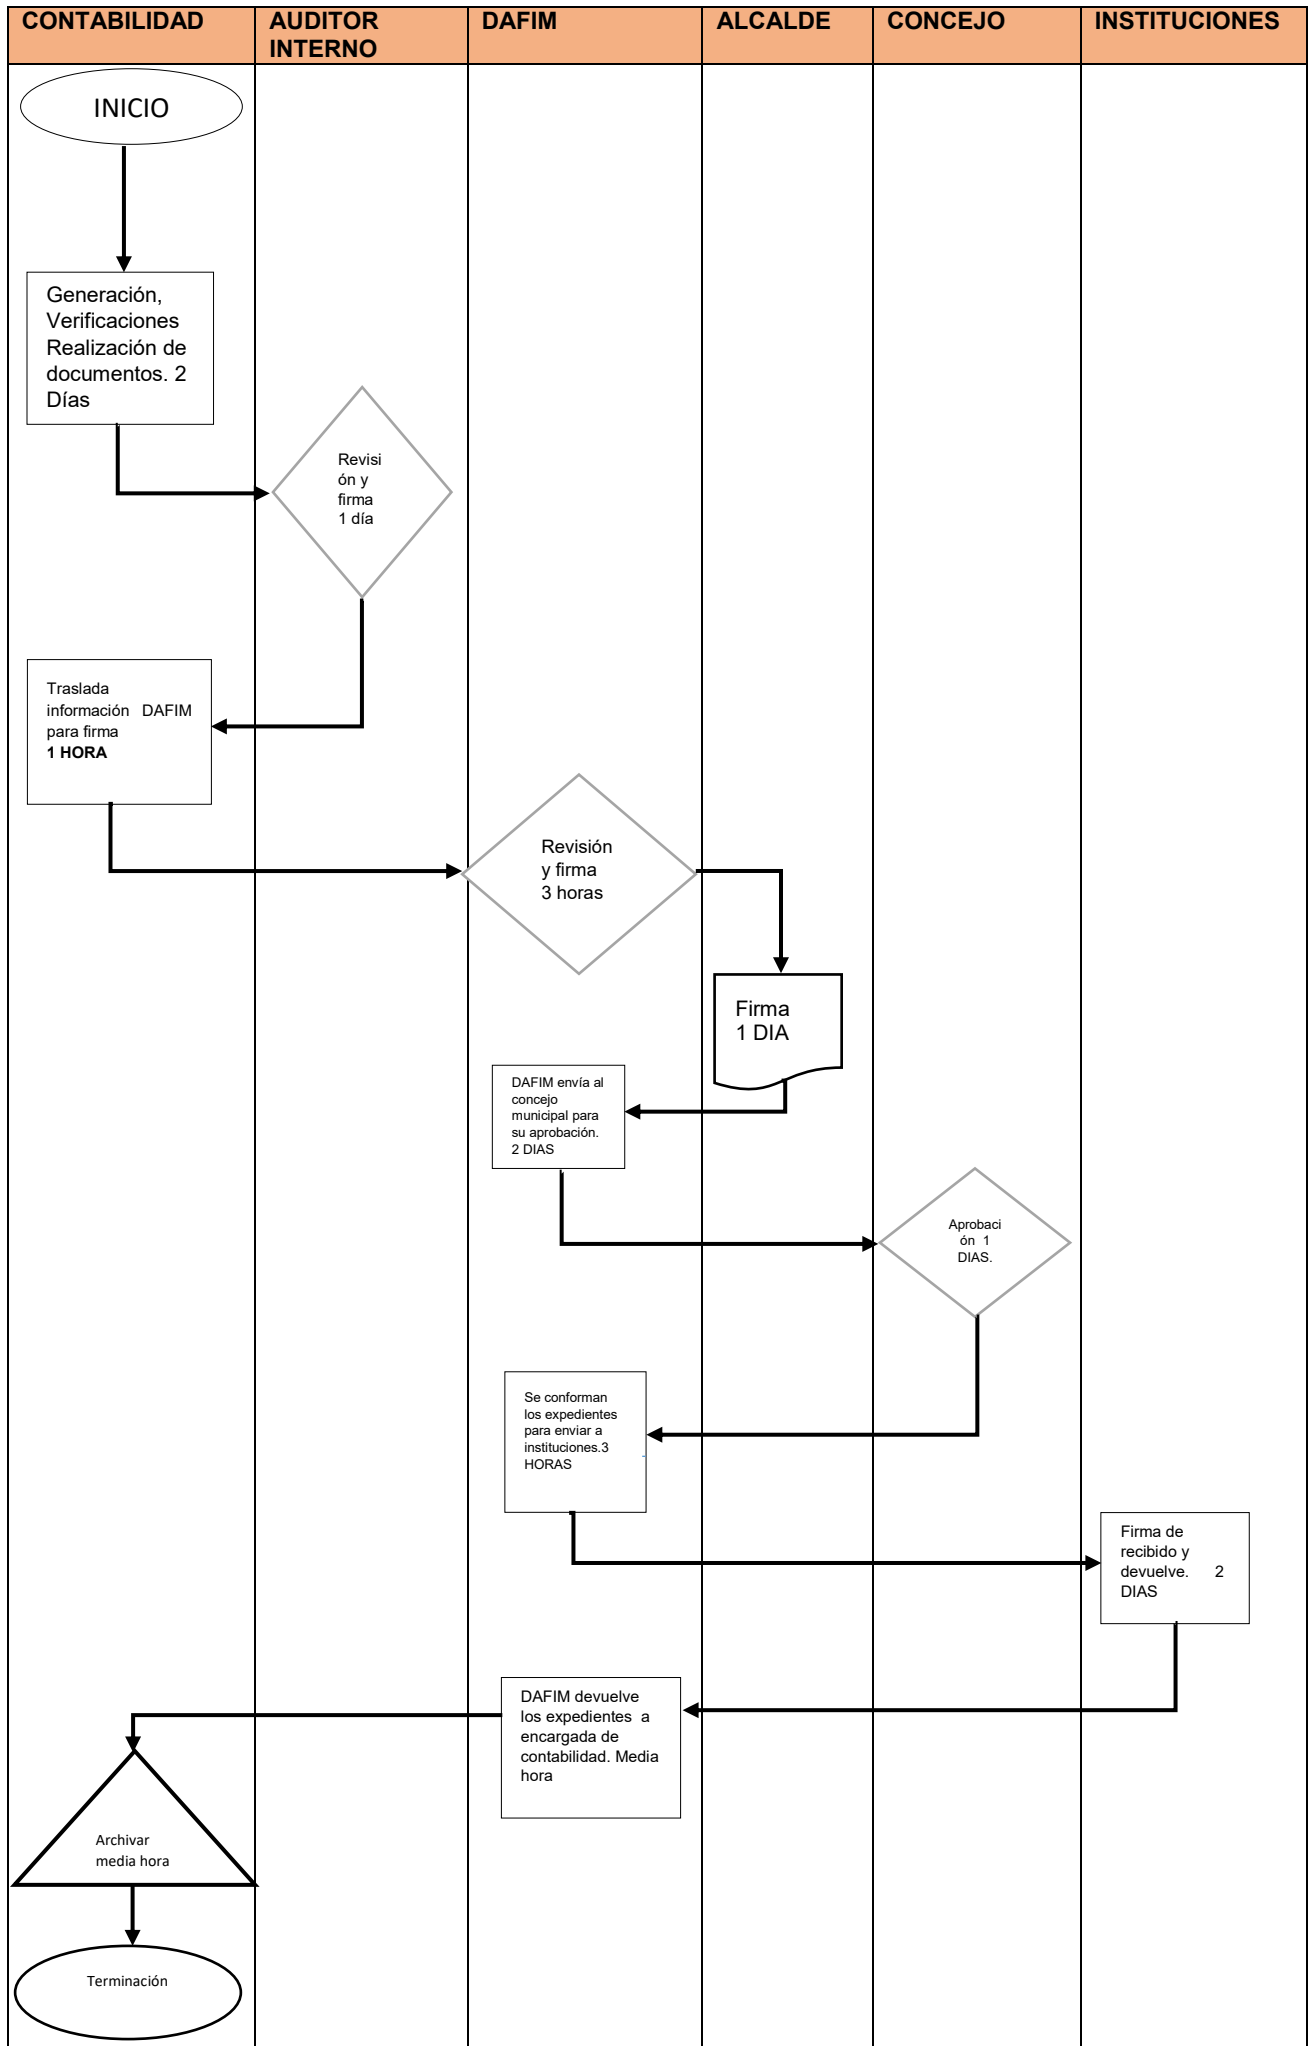 CONTABILIDAD
AUDITOR
INTERNO
DAFIM
ALCALDE
CONCEJO
INSTITUCIONES
INICIO
Generación,
Verificaciones
Realización de
documentos. 2
Días
Revisi
ón y
firma
1 día
Traslada
información DAFIM
para firma
1 HORA
Revisión
y firma
3 horas
Firma
1 DIA
DAFIM envía al
concejo
municipal para
su aprobación.
2 DIAS
Aprobaci
ón 1
DIAS.
Se conforman
los expedientes
para enviar a
instituciones.3
HORAS
Firma de
recibido y
devuelve. 2
DIAS
DAFIM devuelve
los expedientes a
encargada de
contabilidad. Media
hora
Archivar
media hora
Terminación